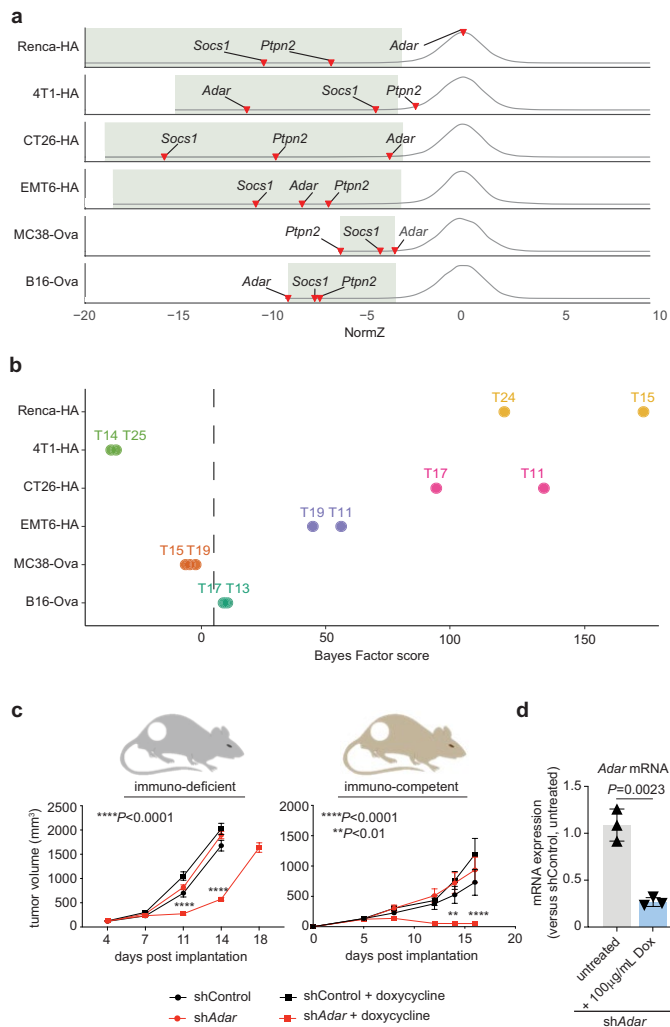 a
Renca-HA
Socs1 Ptpn2 Adar
4T1-HA
Adar Socs1 Ptpn2
CT26-HA
Socs1 Ptpn2 Adar
EMT6-HA
Socs1 Adar Ptpn2
MC38-Ova
Ptpn2 Socs1 Adar
B16-Ova
Adar Socs1 Ptpn2
−20 −15 −10 −5 0 5 10
NormZ
b
Renca-HA
T24 T15
4T1-HA
T14 T25
CT26-HA
T17 T11
EMT6-HA
T19 T11
MC38-Ova
T15 T19
B16-Ova
T17 T13
0 50 100 150
Bayes Factor score
c
immuno-deficient
tumor volume (mm³)
2500
2000
1500
1000
500
0
****P<0.0001
****
****
4 7 11 14 18
days post implantation
immuno-competent
2500
2000
1500
1000
500
0
****P<0.0001
**P<0.01
** ****
0 5 10 15 20
days post implantation
shControl
shControl + doxycycline
shAdar
shAdar + doxycycline
d
Adar mRNA
P=0.0023
mRNA expression
(versus shControl, untreated)
1.5
1.0
0.5
0
untreated
+ 100µg/mL Dox
shAdar